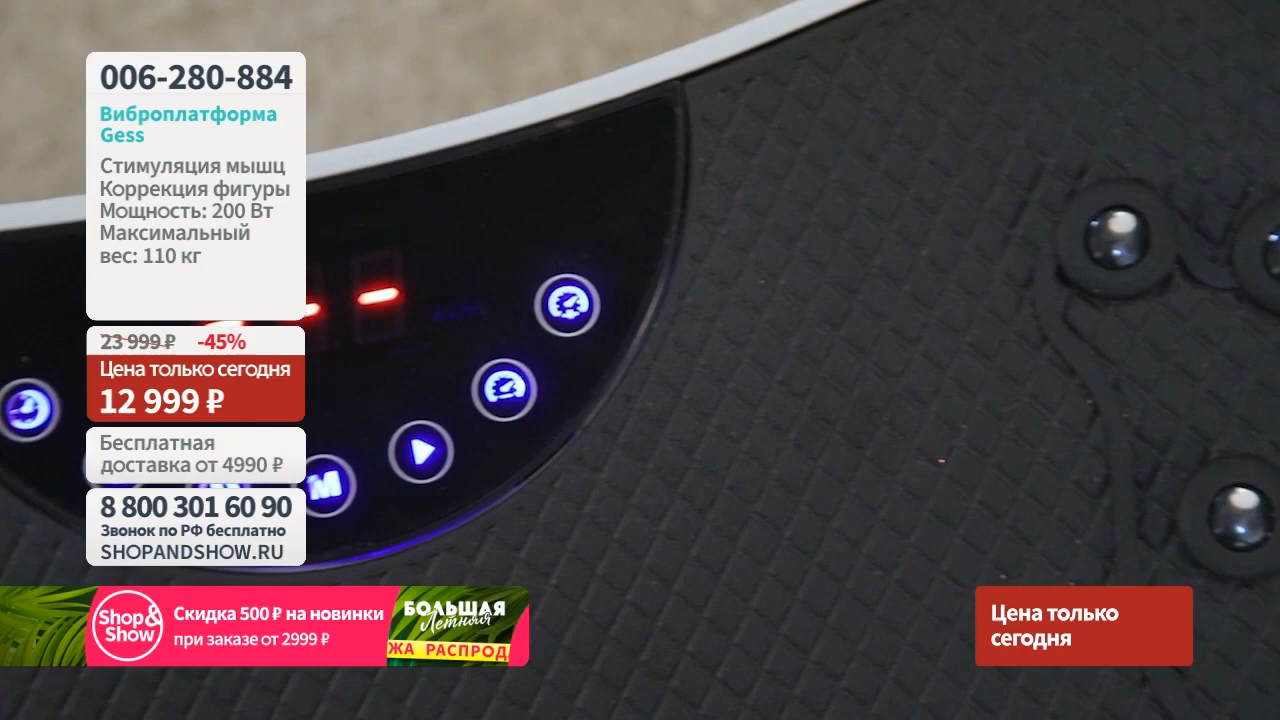 006-280-884
Виброплатформа
Gess
Стимуляция мышц
Коррекция фигуры
Мощность: 200 Вт
Максимальный
вес: 110 кг
23 999 ₽ -45%
Цена только сегодня
12 999 ₽
Бесплатная
доставка от 4990 ₽
M
8 800 301 60 90
Звонок по РФ бесплатно
SHOPANDSHOW.RU
Shop&
Show
Скидка 500 ₽ на новинки
при заказе от 2999 ₽
БОЛЬШАЯ
Летняя
ЖА РАСПРОД
Цена только
сегодня